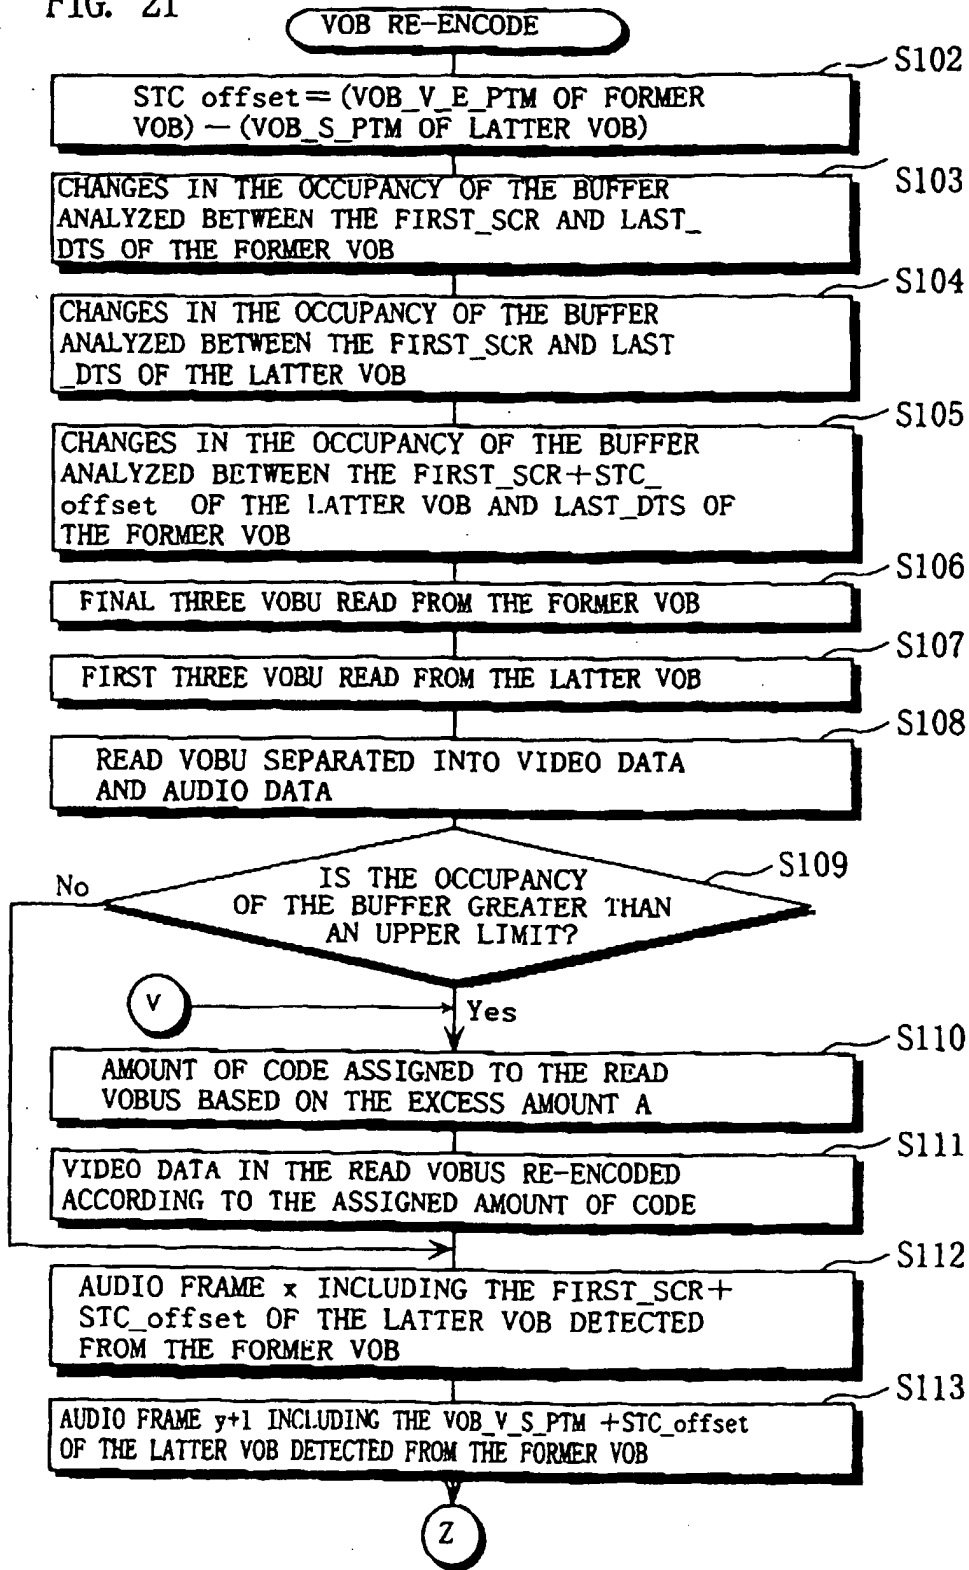 FIG. 21
VOB RE-ENCODE
S102
STC offset=(VOB_V_E_PTM OF FORMER
VOB)-(VOB_S_PTM OF LATTER VOB)
S103
CHANGES IN THE OCCUPANCY OF THE BUFFER
ANALYZED BETWEEN THE FIRST_SCR AND LAST_
DTS OF THE FORMER VOB
S104
CHANGES IN THE OCCUPANCY OF THE BUFFER
ANALYZED BETWEEN THE FIRST_SCR AND LAST
_DTS OF THE LATTER VOB
S105
CHANGES IN THE OCCUPANCY OF THE BUFFER
ANALYZED BETWEEN THE FIRST_SCR+STC_
offset OF THE LATTER VOB AND LAST_DTS OF
THE FORMER VOB
S106
FINAL THREE VOBU READ FROM THE FORMER VOB
S107
FIRST THREE VOBU READ FROM THE LATTER VOB
S108
READ VOBU SEPARATED INTO VIDEO DATA
AND AUDIO DATA
S109
IS THE OCCUPANCY
OF THE BUFFER GREATER THAN
AN UPPER LIMIT?
No
V
Yes
S110
AMOUNT OF CODE ASSIGNED TO THE READ
VOBUS BASED ON THE EXCESS AMOUNT A
S111
VIDEO DATA IN THE READ VOBUS RE-ENCODED
ACCORDING TO THE ASSIGNED AMOUNT OF CODE
S112
AUDIO FRAME x INCLUDING THE FIRST_SCR+
STC_offset OF THE LATTER VOB DETECTED
FROM THE FORMER VOB
S113
AUDIO FRAME y+1 INCLUDING THE VOB_V_S_PTM +STC_offset
OF THE LATTER VOB DETECTED FROM THE FORMER VOB
Z